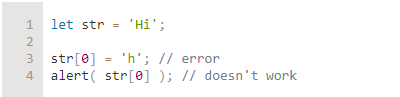 1 let str = 'Hi';
2
3 str[0] = 'h'; // error
4 alert( str[0] ); // doesn't work